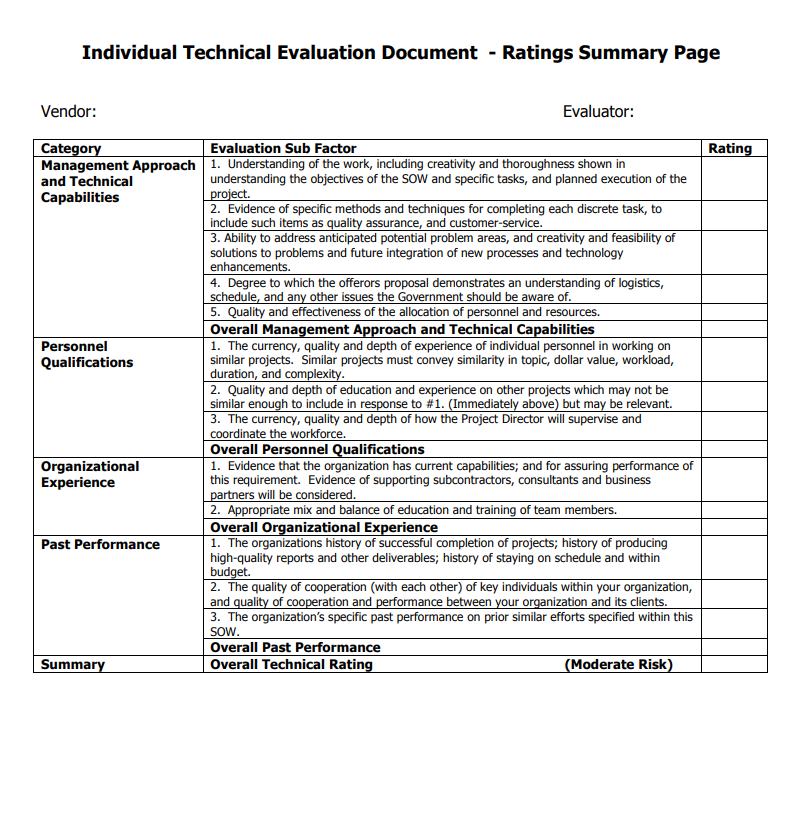 Individual Technical Evaluation Document - Ratings Summary Page
Vendor: Evaluator:
Category Evaluation Sub Factor Rating
Management Approach
and Technical
Capabilities
1. Understanding of the work, including creativity and thoroughness shown in
understanding the objectives of the SOW and specific tasks, and planned execution of the
project.
2. Evidence of specific methods and techniques for completing each discrete task, to
include such items as quality assurance, and customer-service.
3. Ability to address anticipated potential problem areas, and creativity and feasibility of
solutions to problems and future integration of new processes and technology
enhancements.
4. Degree to which the offerors proposal demonstrates an understanding of logistics,
schedule, and any other issues the Government should be aware of.
5. Quality and effectiveness of the allocation of personnel and resources.
Overall Management Approach and Technical Capabilities
Personnel
Qualifications
1. The currency, quality and depth of experience of individual personnel in working on
similar projects. Similar projects must convey similarity in topic, dollar value, workload,
duration, and complexity.
2. Quality and depth of education and experience on other projects which may not be
similar enough to include in response to #1. (Immediately above) but may be relevant.
3. The currency, quality and depth of how the Project Director will supervise and
coordinate the workforce.
Overall Personnel Qualifications
Organizational
Experience
1. Evidence that the organization has current capabilities; and for assuring performance of
this requirement. Evidence of supporting subcontractors, consultants and business
partners will be considered.
2. Appropriate mix and balance of education and training of team members.
Overall Organizational Experience
Past Performance
1. The organizations history of successful completion of projects; history of producing
high-quality reports and other deliverables; history of staying on schedule and within
budget.
2. The quality of cooperation (with each other) of key individuals within your organization,
and quality of cooperation and performance between your organization and its clients.
3. The organization's specific past performance on prior similar efforts specified within this
SOW.
Overall Past Performance
Summary Overall Technical Rating (Moderate Risk)